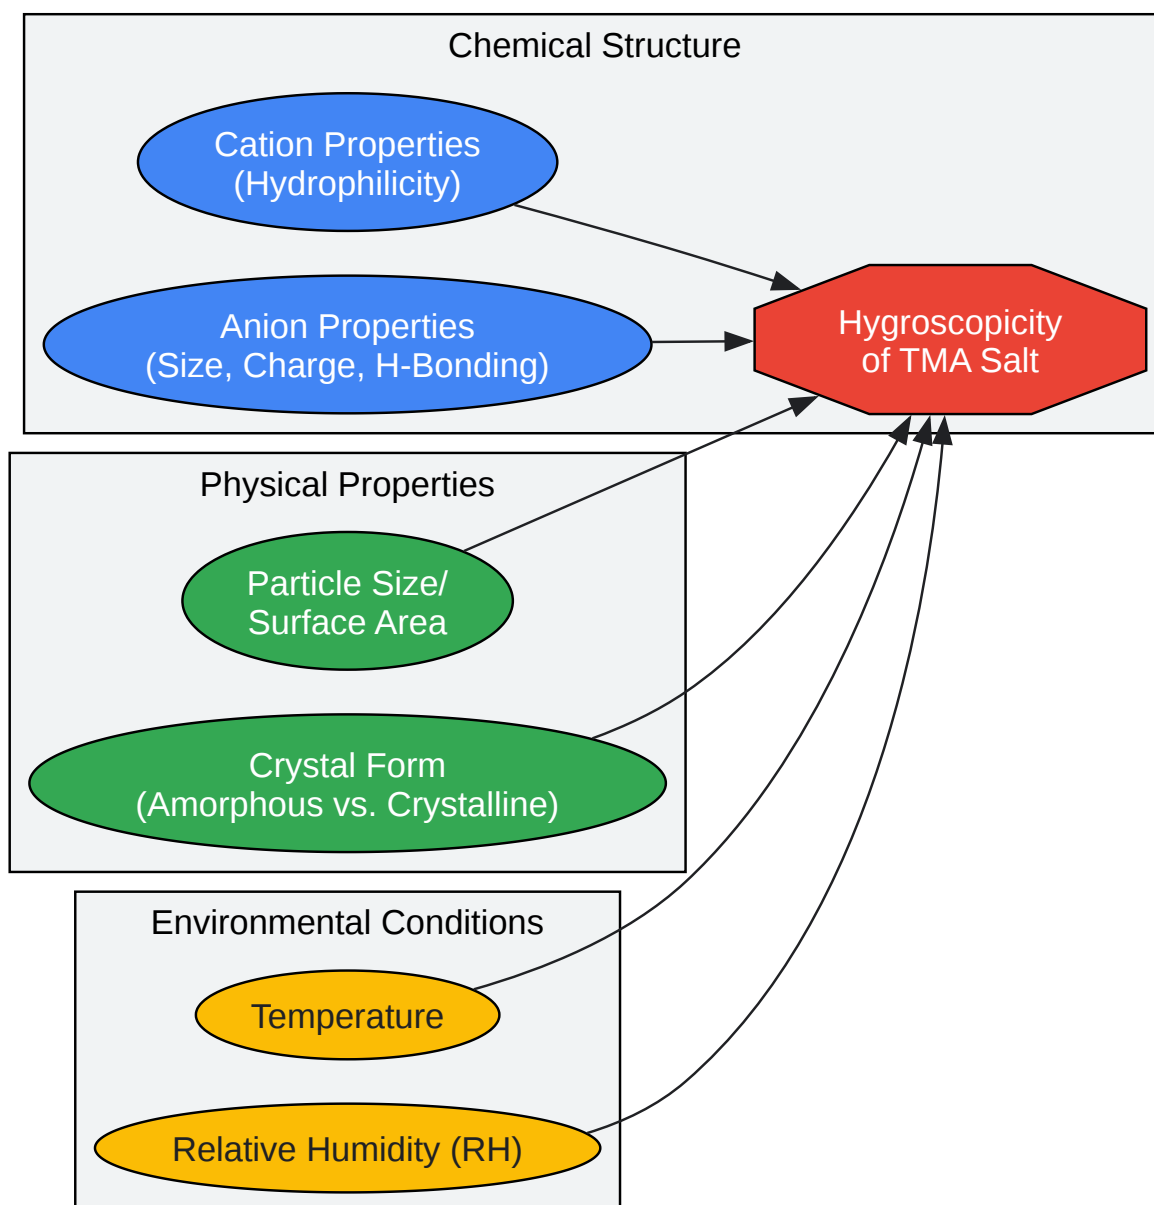 Chemical Structure
Cation Properties
(Hydrophilicity)
Anion Properties
(Size, Charge, H-Bonding)
Hygroscopicity
of TMA Salt
Physical Properties
Particle Size/
Surface Area
Crystal Form
(Amorphous vs. Crystalline)
Environmental Conditions
Temperature
Relative Humidity (RH)